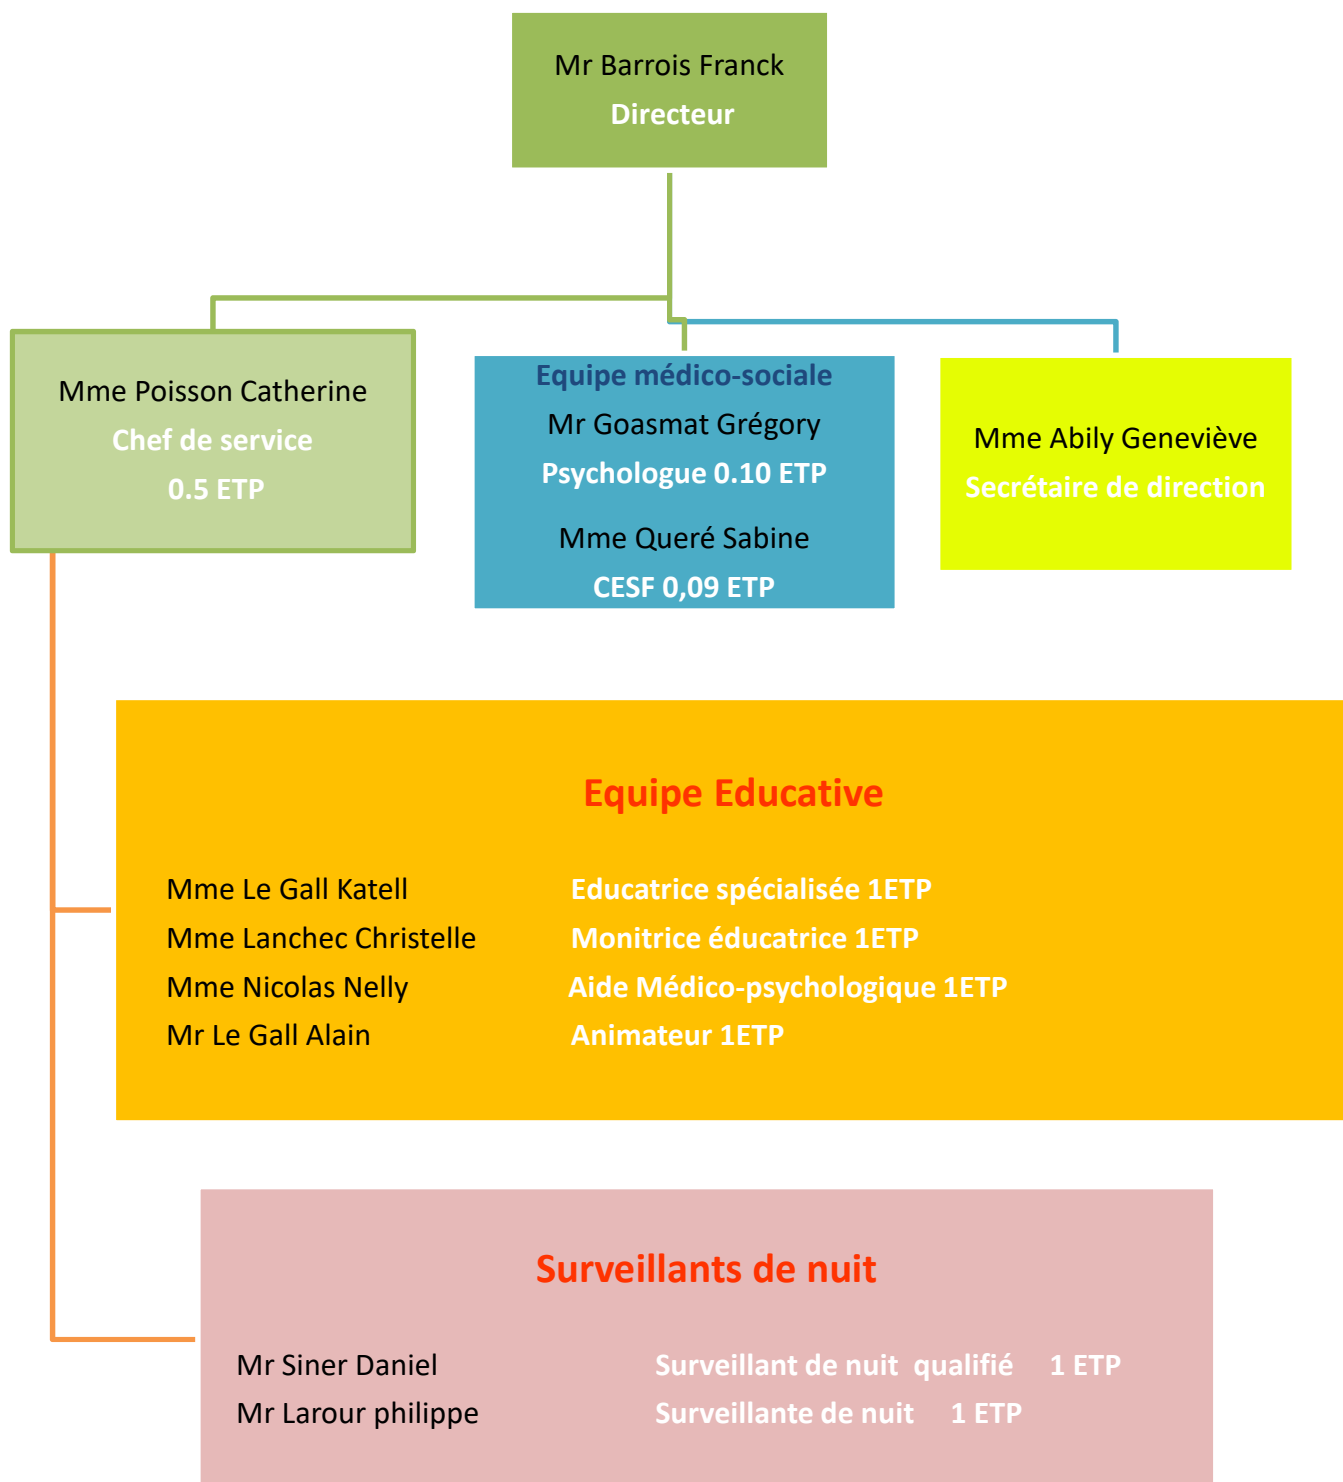 Mr Barrois Franck
Directeur
Mme Poisson Catherine
Chef de service
0.5 ETP
Equipe médico-sociale
Mr Goasmat Grégory
Psychologue 0.10 ETP
Mme Queré Sabine
CESF 0,09 ETP
Mme Abily Geneviève
Secrétaire de direction
Equipe Educative
Mme Le Gall Katell Educatrice spécialisée 1ETP
Mme Lanchec Christelle Monitrice éducatrice 1ETP
Mme Nicolas Nelly Aide Médico-psychologique 1ETP
Mr Le Gall Alain Animateur 1ETP
Surveillants de nuit
Mr Siner Daniel Surveillant de nuit qualifié 1 ETP
Mr Larour philippe Surveillante de nuit 1 ETP